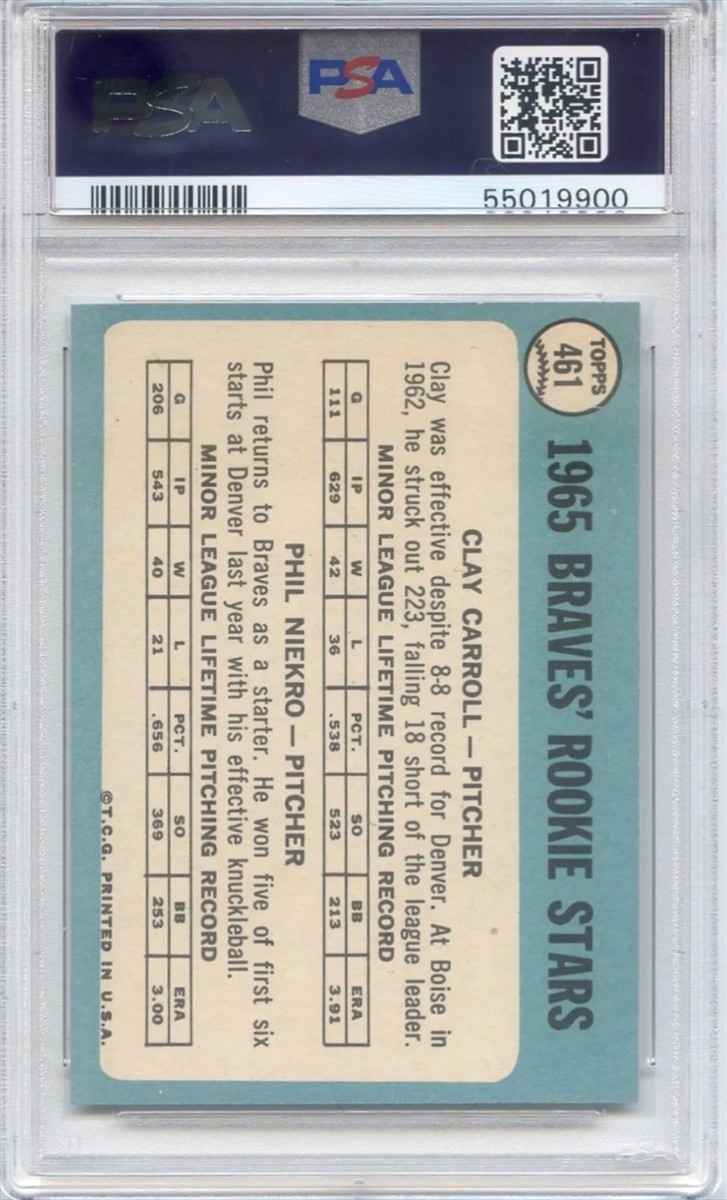 PSA
PSA
55019900
TOPPS
461
1965 BRAVES' ROOKIE STARS
CLAY CARROLL — PITCHER
Clay was effective despite 8-8 record for Denver. At Boise in
1962, he struck out 223, falling 18 short of the league leader.
MINOR LEAGUE LIFETIME PITCHING RECORD
G IP W L PCT. SO BB ERA
111 629 42 36 .538 523 213 3.91
PHIL NIEKRO — PITCHER
Phil returns to Braves as a starter. He won five of first six
starts at Denver last year with his effective knuckleball.
MINOR LEAGUE LIFETIME PITCHING RECORD
G IP W L PCT. SO BB ERA
206 543 40 21 .656 369 253 3.00
©T.C.G. PRINTED IN U.S.A.